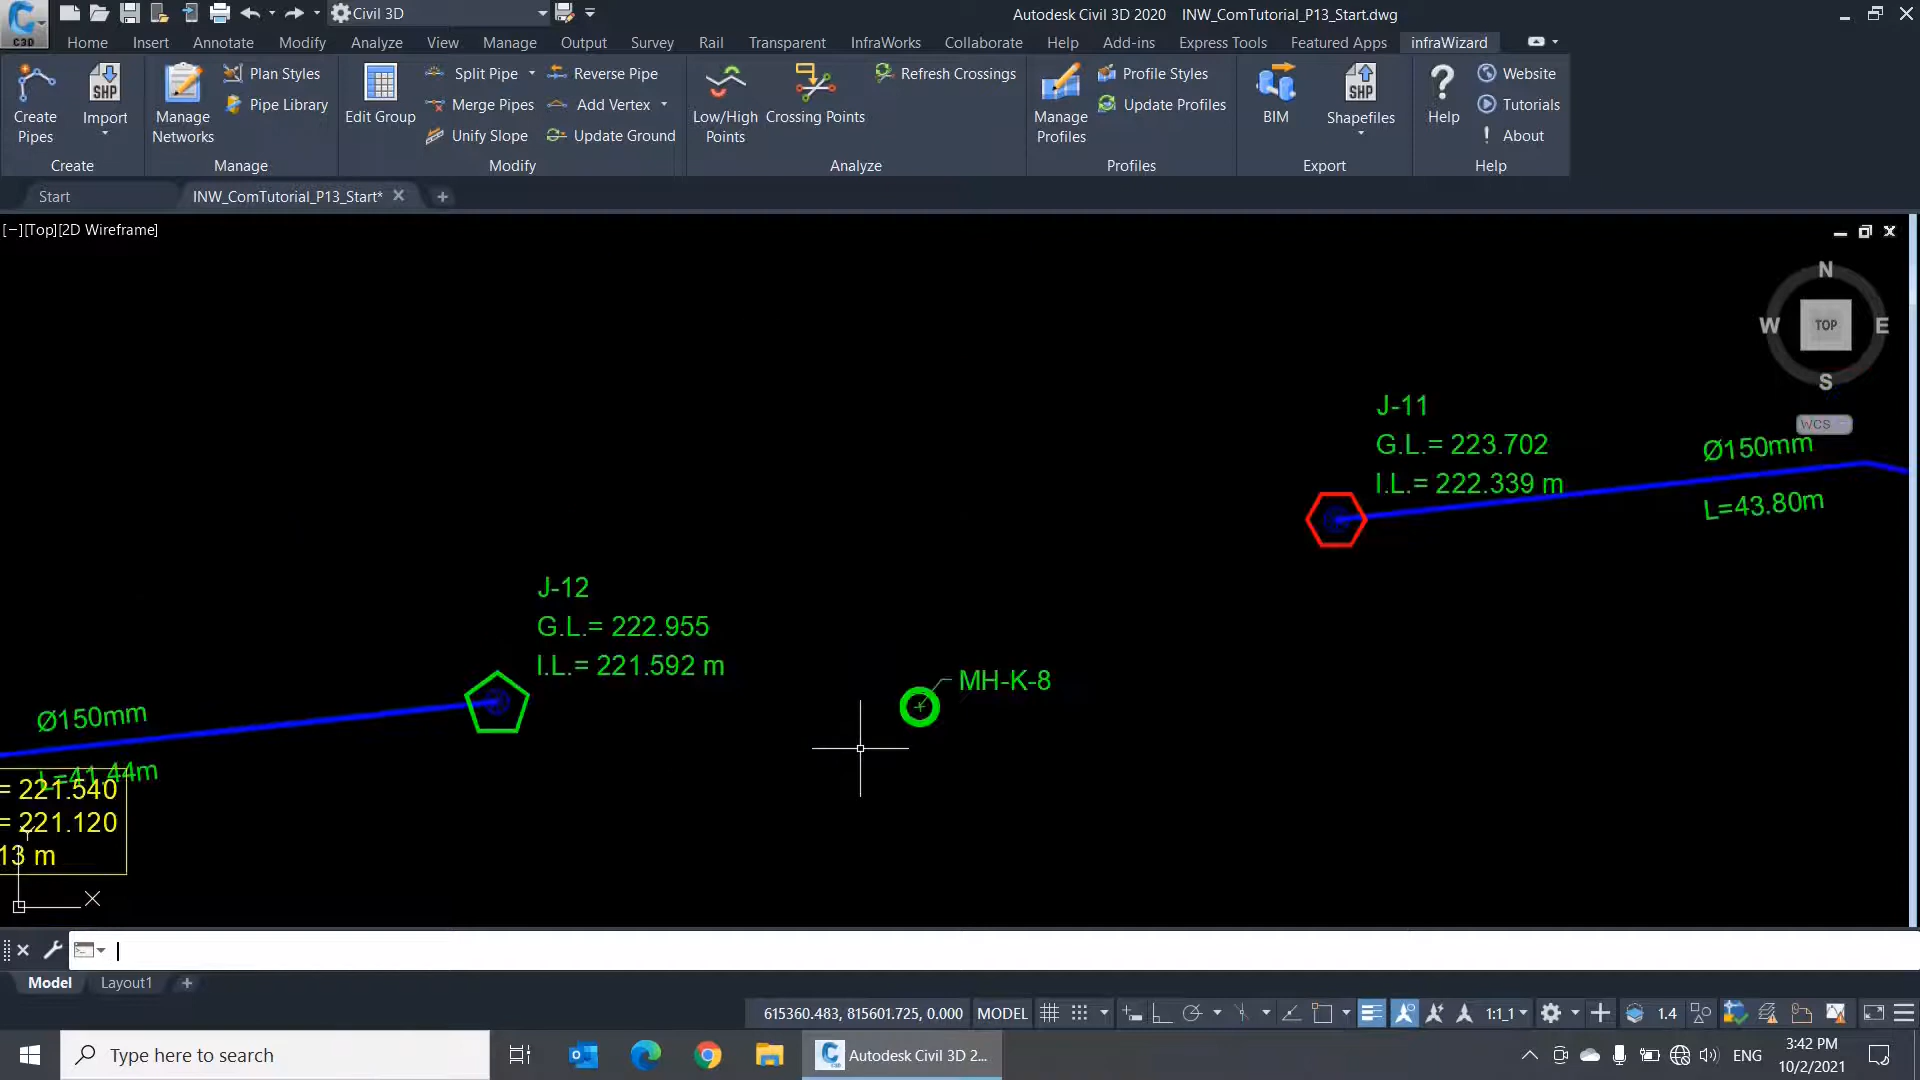 C3D
Civil 3D
Autodesk Civil 3D 2020 INW_ComTutorial_P13_Start.dwg
Home Insert Annotate Modify Analyze View Manage Output Survey Rail Transparent InfraWorks Collaborate Help Add-ins Express Tools Featured Apps infraWizard
Create Pipes
SHP
Import
Create
Manage Networks
Plan Styles
Pipe Library
Manage
Edit Group
Split Pipe
Merge Pipes
Unify Slope
Reverse Pipe
Add Vertex
Update Ground
Modify
Low/High Points
Crossing Points
Refresh Crossings
Analyze
Manage Profiles
Profile Styles
Update Profiles
Profiles
BIM
SHP
Shapefiles
Export
Help
Website
Tutorials
About
Help
Start
INW_ComTutorial_P13_Start*
[−][Top][2D Wireframe]
N
W
TOP
E
S
WCS
J-11
G.L.= 223.702
I.L.= 222.339 m
Ø150mm
L=43.80m
J-12
G.L.= 222.955
I.L.= 221.592 m
MH-K-8
Ø150mm
L=41.44m
= 221.540
= 221.120
13 m
Y
X
Model Layout1
615360.483, 815601.725, 0.000 MODEL
1:1_1
1.4
Type here to search
Autodesk Civil 3D 2...
ENG
3:42 PM
10/2/2021